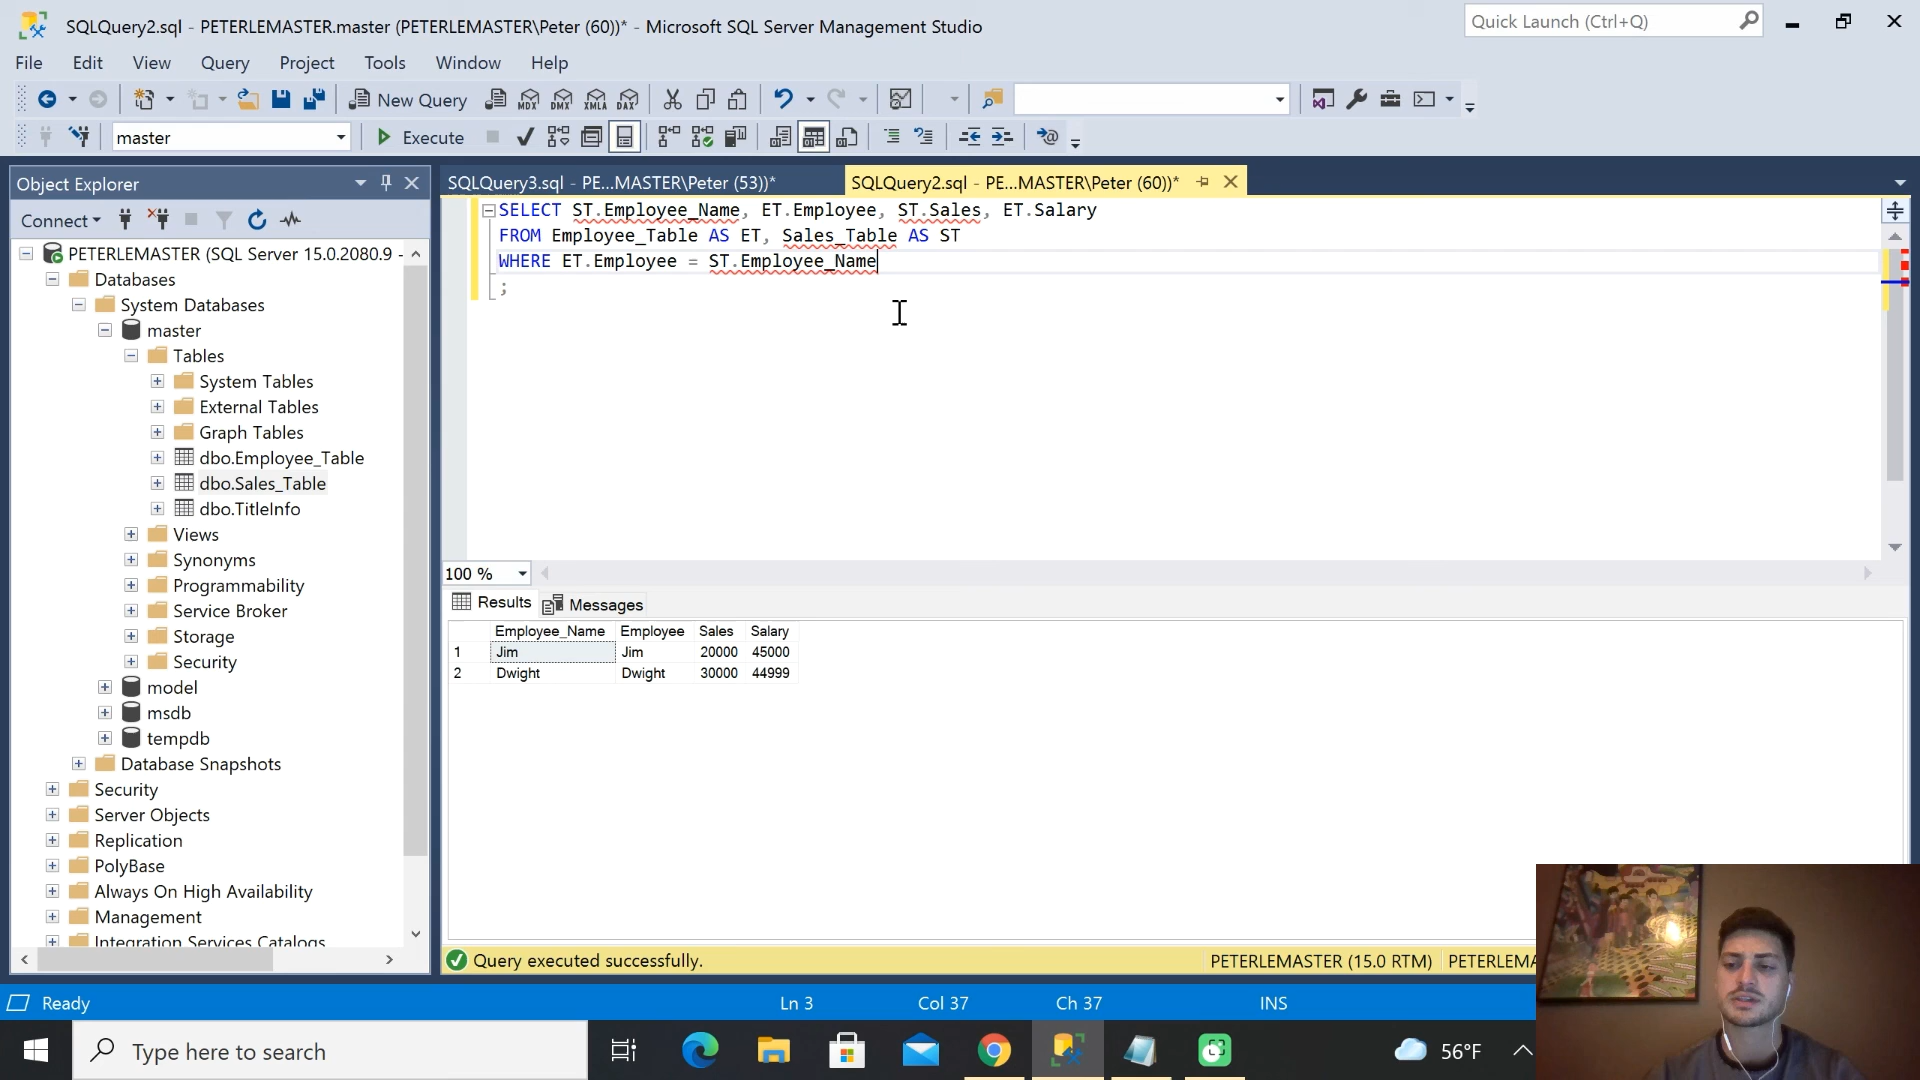 SQLQuery2.sql - PETERLEMASTER.master (PETERLEMASTER\Peter (60))* - Microsoft SQL Server Management Studio
Quick Launch (Ctrl+Q)
File Edit View Query Project Tools Window Help
New Query MDX DMX XMLA DAX
master Execute
Object Explorer
SQLQuery3.sql - PE...MASTER\Peter (53))*
SQLQuery2.sql - PE...MASTER\Peter (60))*
Connect
PETERLEMASTER (SQL Server 15.0.2080.9 -
Databases
System Databases
master
Tables
System Tables
External Tables
Graph Tables
dbo.Employee_Table
dbo.Sales_Table
dbo.TitleInfo
Views
Synonyms
Programmability
Service Broker
Storage
Security
model
msdb
tempdb
Database Snapshots
Security
Server Objects
Replication
PolyBase
Always On High Availability
Management
Integration Services Catalogs
SELECT ST.Employee_Name, ET.Employee, ST.Sales, ET.Salary
FROM Employee_Table AS ET, Sales_Table AS ST
WHERE ET.Employee = ST.Employee_Name
;
100 %
Results Messages
Employee_Name Employee Sales Salary
1 Jim Jim 20000 45000
2 Dwight Dwight 30000 44999
Query executed successfully. PETERLEMASTER (15.0 RTM) PETERLEMA
Ready Ln 3 Col 37 Ch 37 INS
Type here to search 56°F